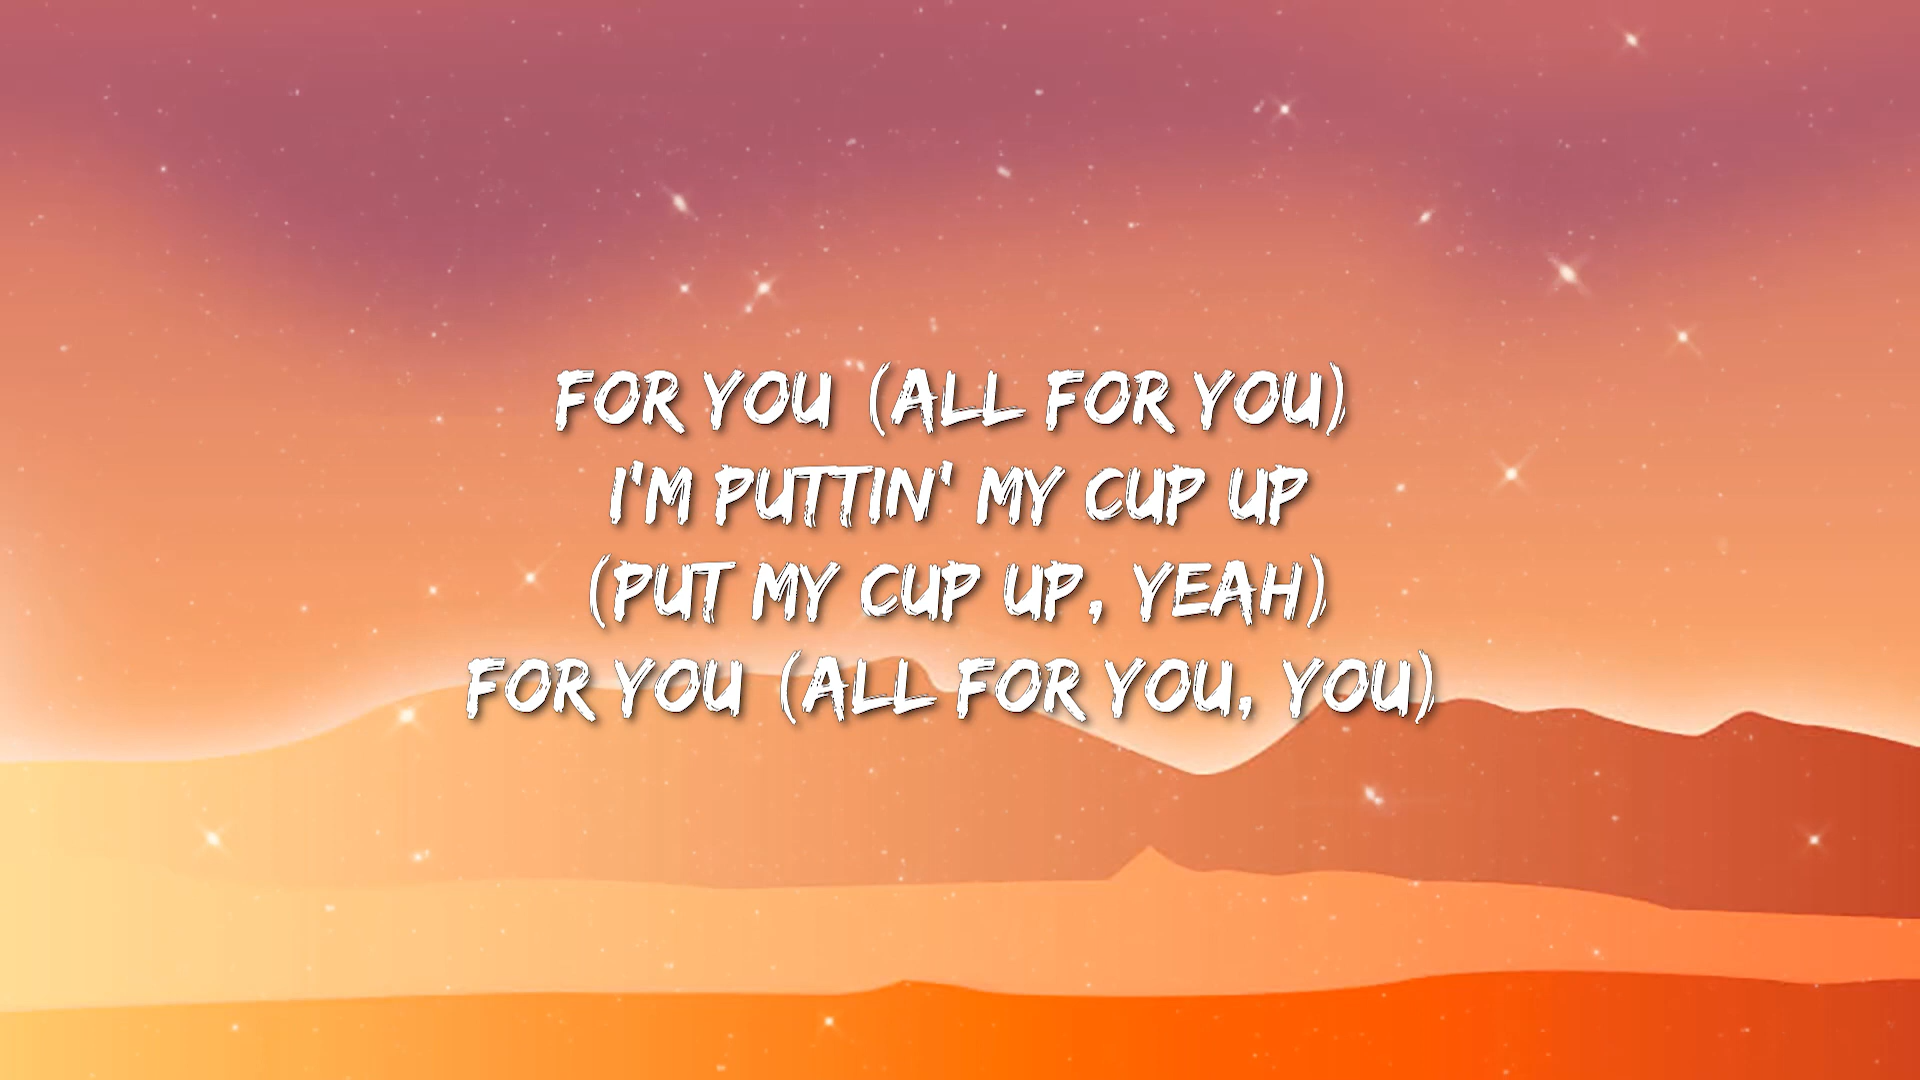 FOR YOU (ALL FOR YOU)
I'M PUTTIN' MY CUP UP
(PUT MY CUP UP, YEAH)
FOR YOU (ALL FOR YOU, YOU)